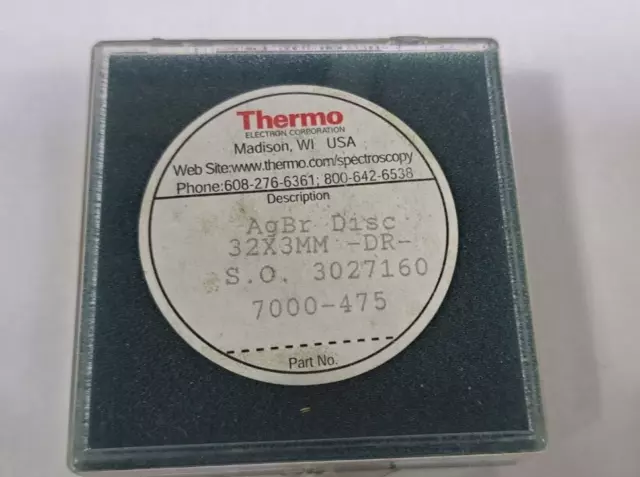 Thermo
ELECTRON CORPORATION
Madison, WI USA
Web Site:www.thermo.com/spectroscopy
Phone:608-276-6361; 800-642-6538
Description
AgBr Disc
32X3MM -DR-
S.O. 3027160
7000-475
Part No.